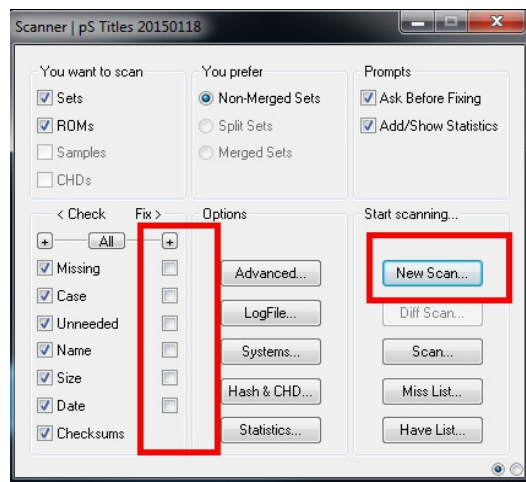 Scanner | pS Titles 20150118
You want to scan
Sets
ROMs
Samples
CHDs
You prefer
Non-Merged Sets
Split Sets
Merged Sets
Prompts
Ask Before Fixing
Add/Show Statistics
< Check Fix >
+ All +
Missing
Case
Unneeded
Name
Size
Date
Checksums
Options
Advanced...
LogFile...
Systems...
Hash & CHD...
Statistics...
Start scanning...
New Scan...
Diff Scan...
Scan...
Miss List...
Have List...